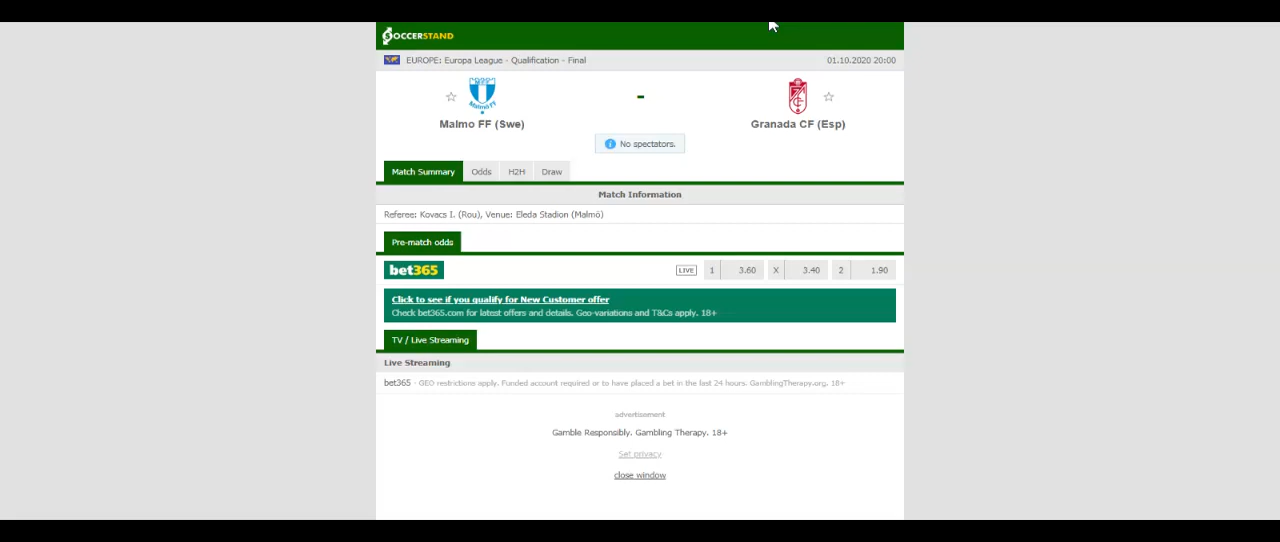 SOCCERSTAND
EUROPE: Europa League - Qualification - Final 01.10.2020 20:00
Malmo FF
Malmo FF (Swe) - Granada CF (Esp)
No spectators.
Match Summary Odds H2H Draw
Match Information
Referee: Kovacs I. (Rou), Venue: Eleda Stadion (Malmö)
Pre-match odds
bet365 LIVE 1 3.60 X 3.40 2 1.90
Click to see if you qualify for New Customer offer
Check bet365.com for latest offers and details. Geo-variations and T&Cs apply. 18+
TV / Live Streaming
Live Streaming
bet365 - GEO restrictions apply. Funded account required or to have placed a bet in the last 24 hours. GamblingTherapy.org. 18+
advertisement
Gamble Responsibly. Gambling Therapy. 18+
Set privacy
close window